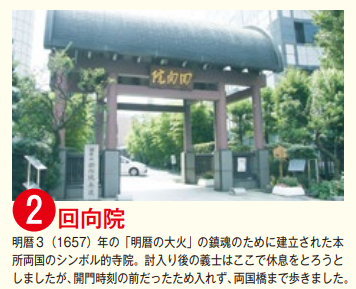 回向院
2 回向院
明暦3（1657）年の「明暦の大火」の鎮魂のために建立された本
所両国のシンボル的寺院。討入り後の義士はここで休息をとろうと
しましたが、開門時刻の前だったため入れず、両国橋まで歩きました。